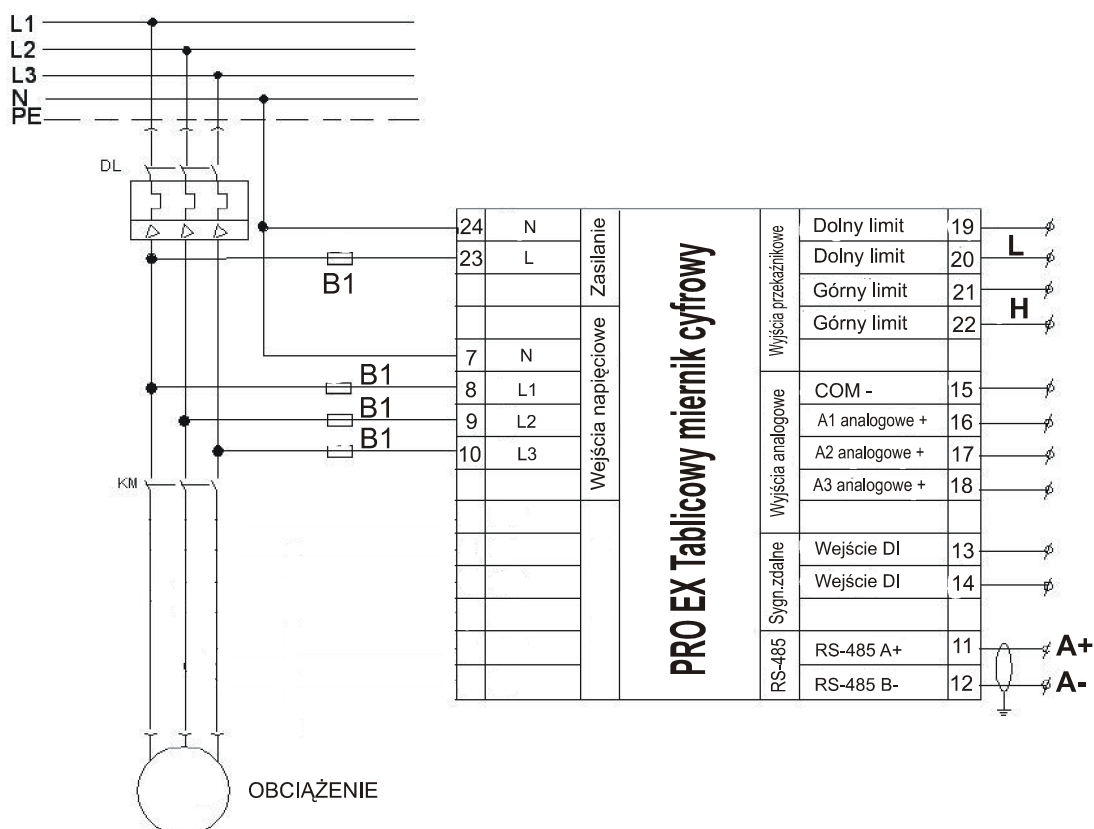 L1
L2
L3
N
PE
DL
B1
B1
B1
B1
KM
OBCIĄŻENIE
24 N
23 L
7 N
8 L1
9 L2
10 L3
Zasilanie
Wejścia napięciowe
PRO EX Tablicowy miernik cyfrowy
Wyjścia przekaźnikowe
Dolny limit 19
Dolny limit 20
L
Górny limit 21
Górny limit 22
H
Wyjścia analogowe
COM - 15
A1 analogowe + 16
A2 analogowe + 17
A3 analogowe + 18
Sygn.zdalne
Wejście DI 13
Wejście DI 14
RS-485
RS-485 A+ 11 A+
RS-485 B- 12 A-